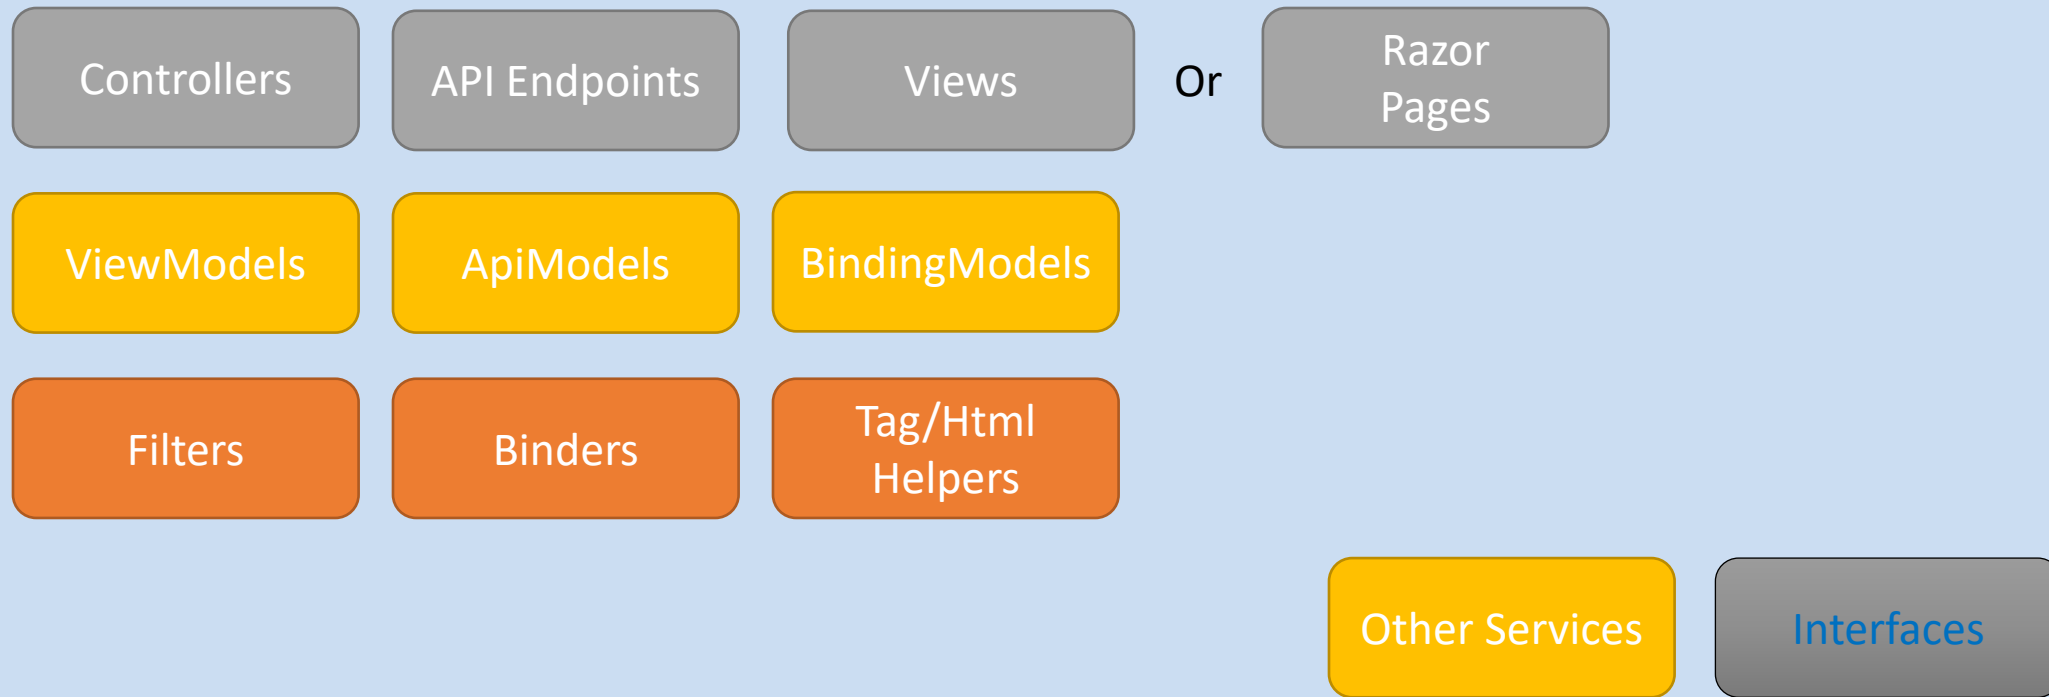 Controllers
API Endpoints
Views
Or
Razor
Pages
ViewModels
ApiModels
BindingModels
Filters
Binders
Tag/Html
Helpers
Other Services
Interfaces